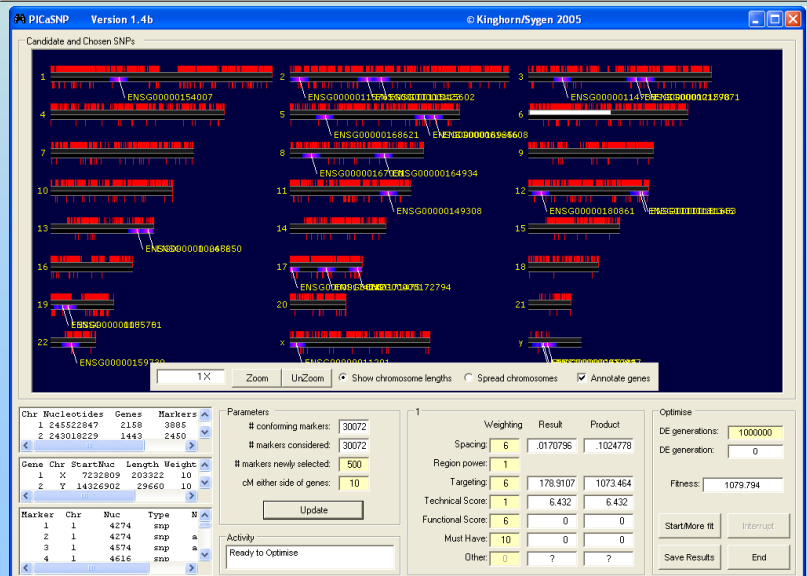 PICaSNP Version 1.4b © Kinghorn/Sygen 2005
Candidate and Chosen SNPs
1 2 3
ENSG00000154007
4 5 6
ENSG00000168621
7 8 9
ENSG00000164934
10 11 12
ENSG00000149308 ENSG00000180861
13 14 15
16 17 18
19 20 21
22 x y
ENSG00000159720
1X Zoom UnZoom Show chromosome lengths Spread chromosomes Annotate genes
Chr Nucleotides Genes Markers
1 245522847 2158 3885
2 243018229 1443 2450
Gene Chr StartNuc Length Weight
1 X 7232809 203322 10
2 Y 14326902 29660 10
Marker Chr Nuc Type N
1 1 4274 snp
2 1 4274 snp a
3 1 4574 snp a
4 1 4616 snp
Parameters
# conforming markers: 30072
# markers considered: 30072
# markers newly selected: 500
cM either side of genes: 10
Update
Activity
Ready to Optimise
1
Weighting Result Product
Spacing: 6 .0170796 .1024778
Region power: 1
Targeting: 6 178.9107 1073.464
Technical Score: 1 6.432 6.432
Functional Score: 6 0 0
Must Have: 10 0 0
Other: 0 ? ?
Optimise
DE generations: 1000000
DE generation: 0
Fitness: 1079.794
Start/More fit Interrupt
Save Results End